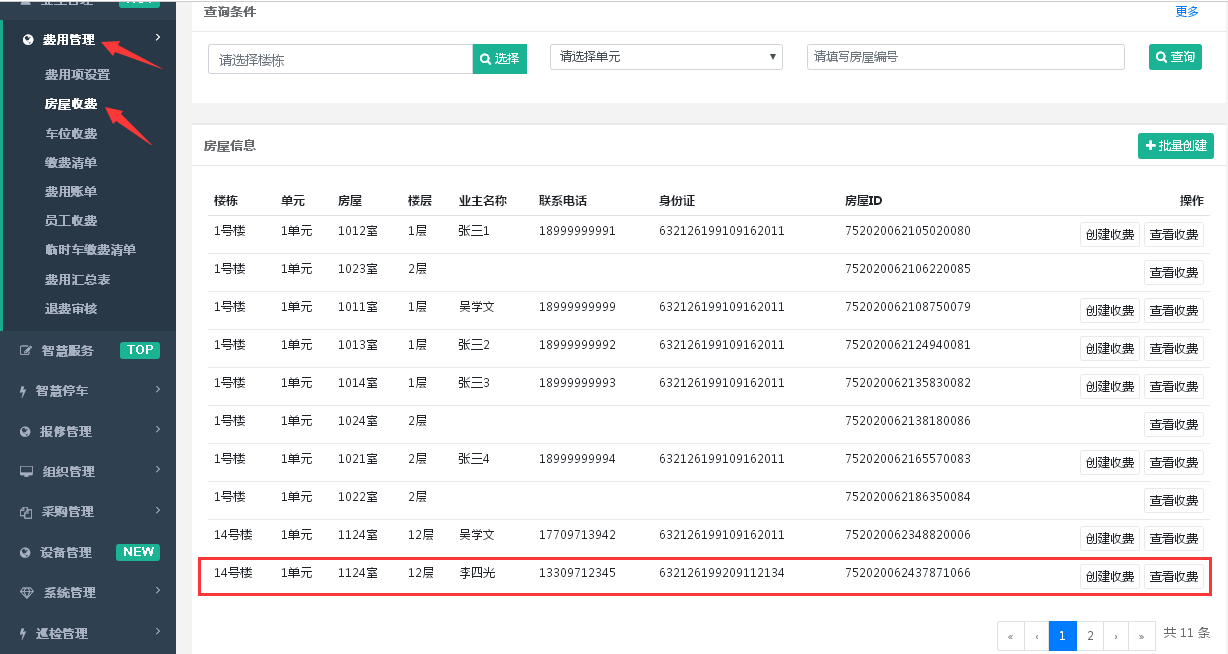 费用管理
费用项设置
房屋收费
车位收费
缴费清单
费用账单
员工收费
临时车缴费清单
费用汇总表
退费审核
智慧服务 TOP
智慧停车
报修管理
组织管理
采购管理
设备管理 NEW
系统管理
巡检管理
查询条件 更多
请选择楼栋 选择 请选择单元 请填写房屋编号 查询
房屋信息 批量创建
楼栋 单元 房屋 楼层 业主名称 联系电话 身份证 房屋ID 操作
1号楼 1单元 1012室 1层 张三1 18999999991 632126199109162011 752020062105020080 创建收费 查看收费
1号楼 1单元 1023室 2层 752020062106220085 查看收费
1号楼 1单元 1011室 1层 吴学文 18999999999 632126199109162011 752020062108750079 创建收费 查看收费
1号楼 1单元 1013室 1层 张三2 18999999992 632126199109162011 752020062124940081 创建收费 查看收费
1号楼 1单元 1014室 1层 张三3 18999999993 632126199109162011 752020062135830082 创建收费 查看收费
1号楼 1单元 1024室 2层 752020062138180086 查看收费
1号楼 1单元 1021室 2层 张三4 18999999994 632126199109162011 752020062165570083 创建收费 查看收费
1号楼 1单元 1022室 2层 752020062186350084 查看收费
14号楼 1单元 1124室 12层 吴学文 17709713942 632126199109162011 752020062348820006 创建收费 查看收费
14号楼 1单元 1124室 12层 李四光 13309712345 632126199209112134 752020062437871066 创建收费 查看收费
« ‹ 1 2 › » 共 11 条